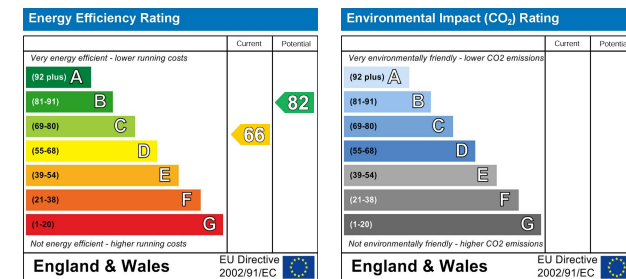 Energy Efficiency Rating
Current Potential
Very energy efficient - lower running costs
(92 plus) A
(81-91) B
82
(69-80) C
66
(55-68) D
(39-54) E
(21-38) F
(1-20) G
Not energy efficient - higher running costs
England & Wales
EU Directive
2002/91/EC
Environmental Impact (CO₂) Rating
Current Potential
Very environmentally friendly - lower CO2 emissions
(92 plus) A
(81-91) B
(69-80) C
(55-68) D
(39-54) E
(21-38) F
(1-20) G
Not environmentally friendly - higher CO2 emissions
England & Wales
EU Directive
2002/91/EC